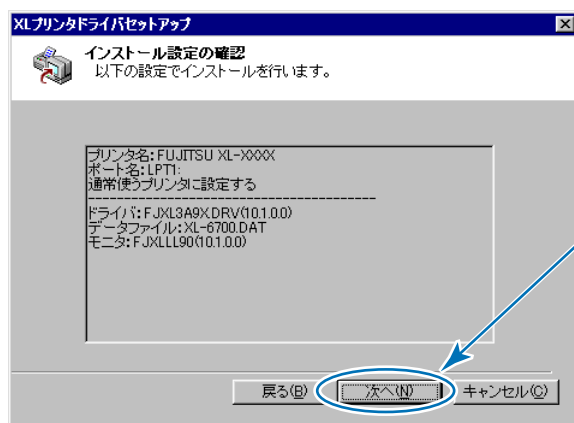 XLプリンタドライバセットアップ
インストール設定の確認
以下の設定でインストールを行います。
プリンタ名:FUJITSU XL-XXXX
ポート名:LPT1:
通常使うプリンタに設定する
----------------------------------------
ドライバ:FJXL3A9X.DRV(10.1.0.0)
データファイル:XL-6700.DAT
モニタ:FJXLLL90(10.1.0.0)
戻る(B)
次へ(N)
キャンセル(C)